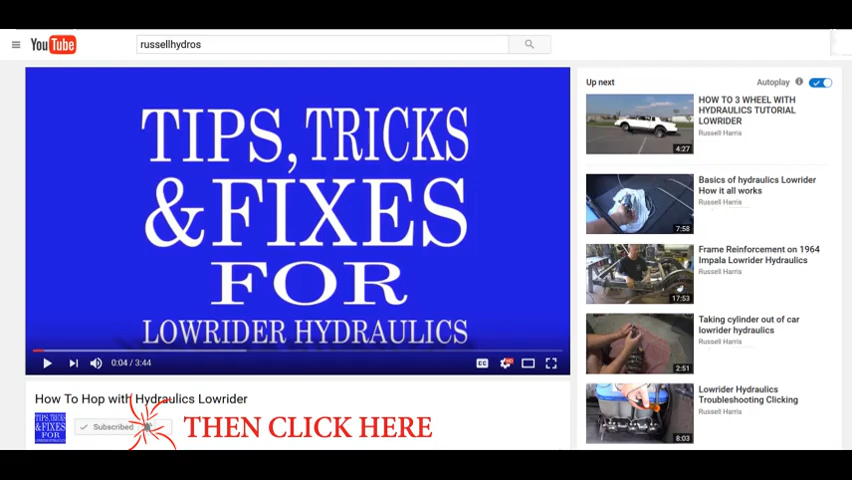 YouTube
russellhydros
TIPS, TRICKS
& FIXES
FOR
LOWRIDER HYDRAULICS
0:04 / 3:44
CC
HD
How To Hop with Hydraulics Lowrider
TIPS, TRICKS
& FIXES
FOR
Subscribed
THEN CLICK HERE
Up next
Autoplay
HOW TO 3 WHEEL WITH
HYDRAULICS TUTORIAL
LOWRIDER
Russell Harris
4:27
Basics of hydraulics Lowrider
How it all works
Russell Harris
7:58
Frame Reinforcement on 1964
Impala Lowrider Hydraulics
Russell Harris
17:53
Taking cylinder out of car
lowrider hydraulics
Russell Harris
2:51
Lowrider Hydraulics
Troubleshooting Clicking
Russell Harris
8:03